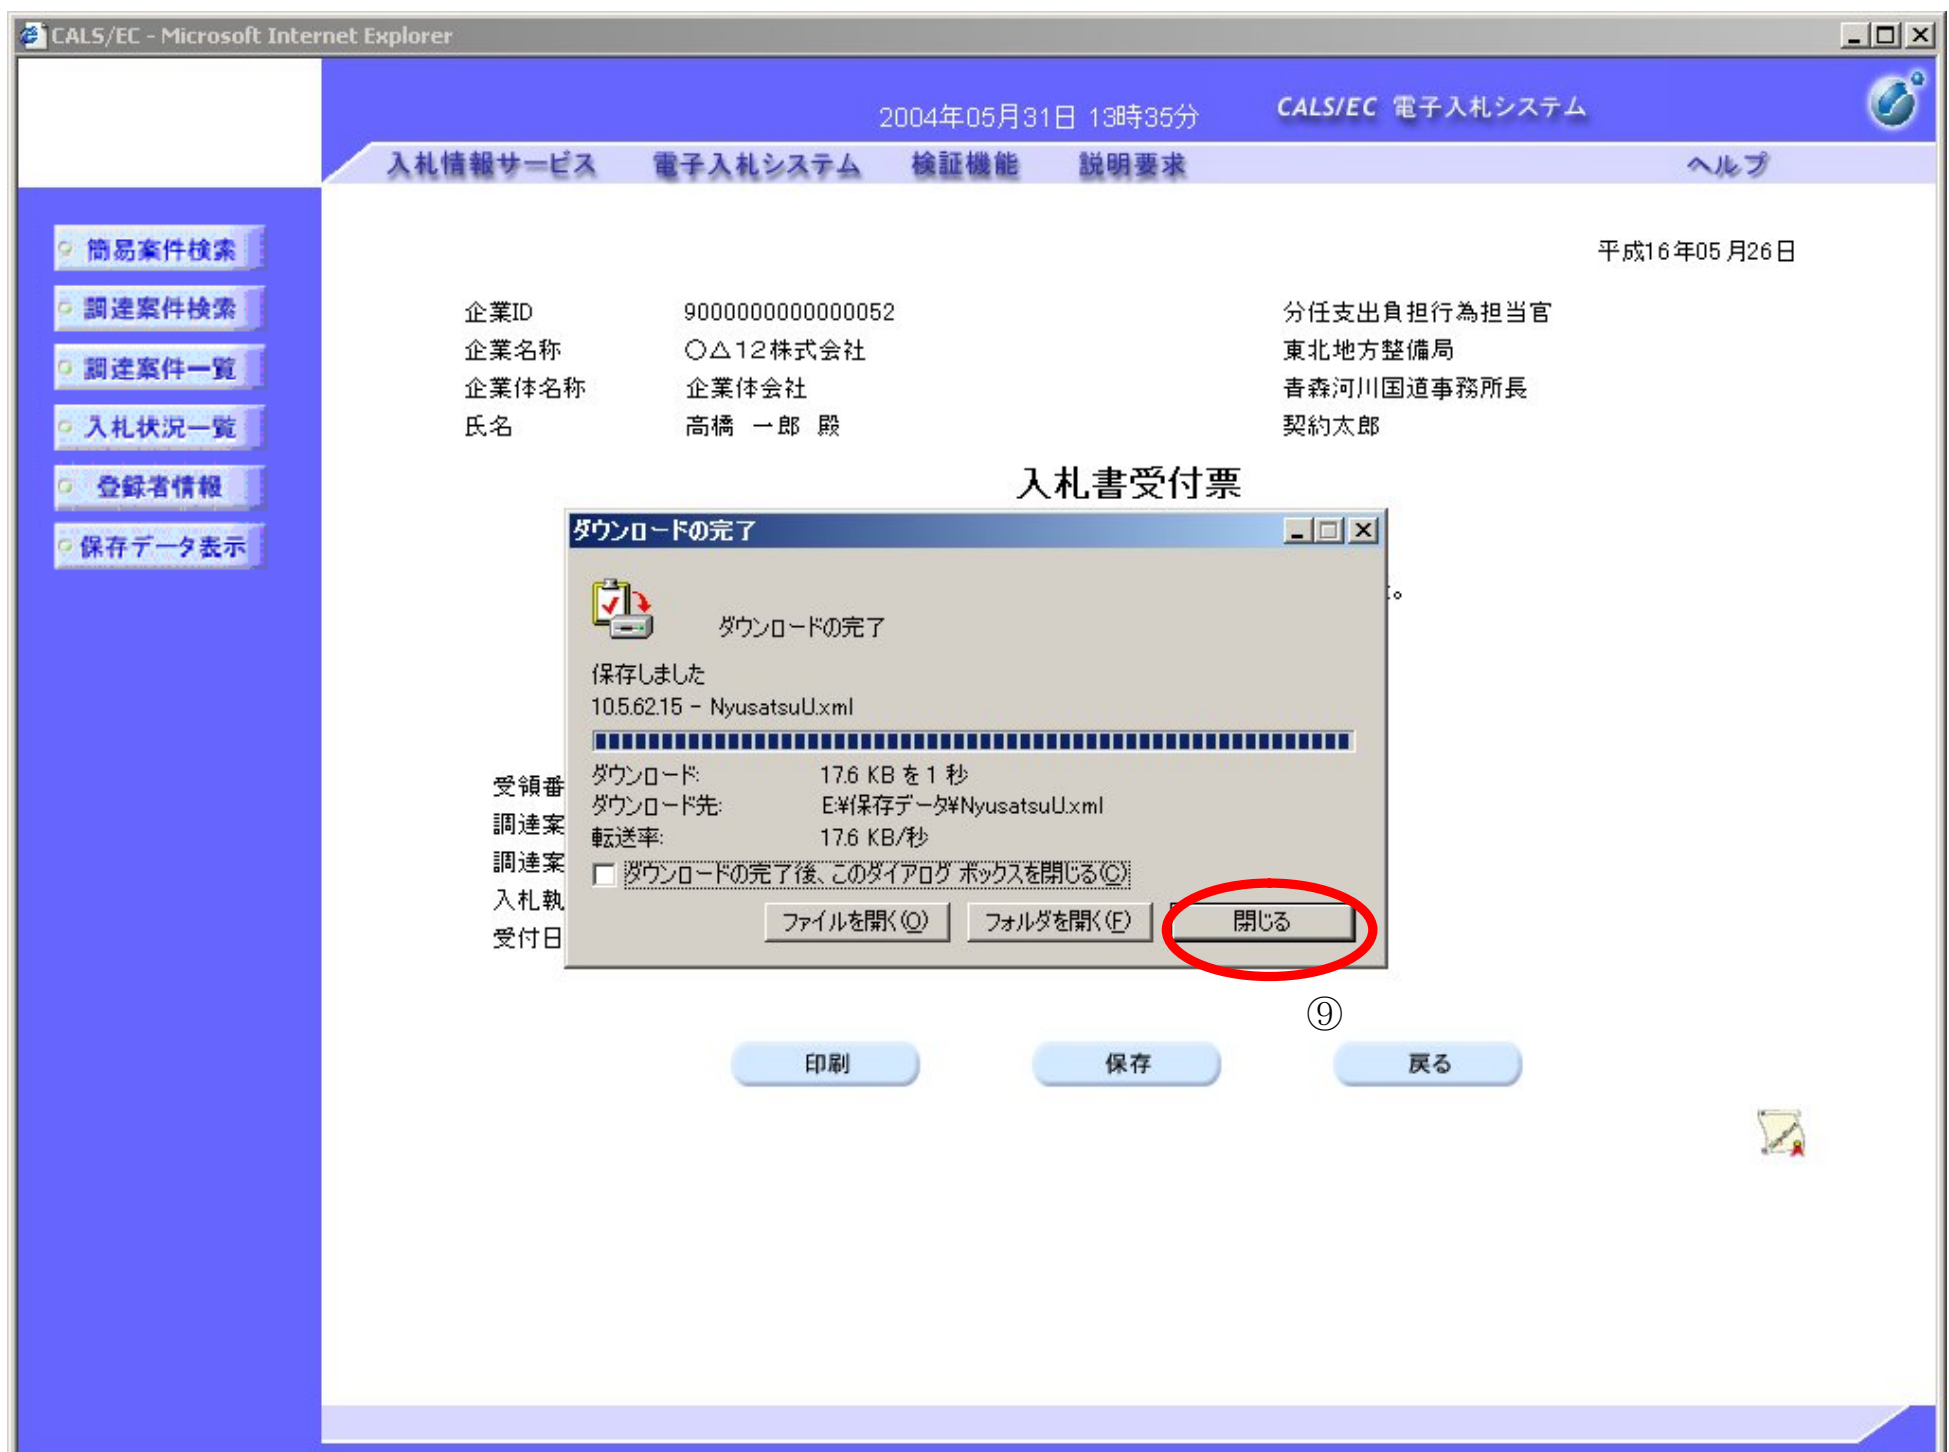 CALS/EC - Microsoft Internet Explorer
2004年05月31日 13時35分
CALS/EC 電子入札システム
入札情報サービス 電子入札システム 検証機能 説明要求 ヘルプ
簡易案件検索
調達案件検索
調達案件一覧
入札状況一覧
登録者情報
保存データ表示
平成16年05月26日
企業ID 9000000000000052
企業名称 〇△12株式会社
企業体名称 企業体会社
氏名 高橋 一郎 殿
分任支出負担行為担当官
東北地方整備局
青森河川国道事務所長
契約太郎
入札書受付票
ダウンロードの完了
ダウンロードの完了
保存しました
10.5.62.15 - NyusatsuU.xml
ダウンロード: 17.6 KB を 1 秒
ダウンロード先: E:¥保存データ¥NyusatsuU.xml
転送率: 17.6 KB/秒
ダウンロードの完了後、このダイアログ ボックスを閉じる(C)
ファイルを開く(O) フォルダを開く(F) 閉じる
受領番
調達案
調達案
入札執
受付日
⑨
印刷 保存 戻る